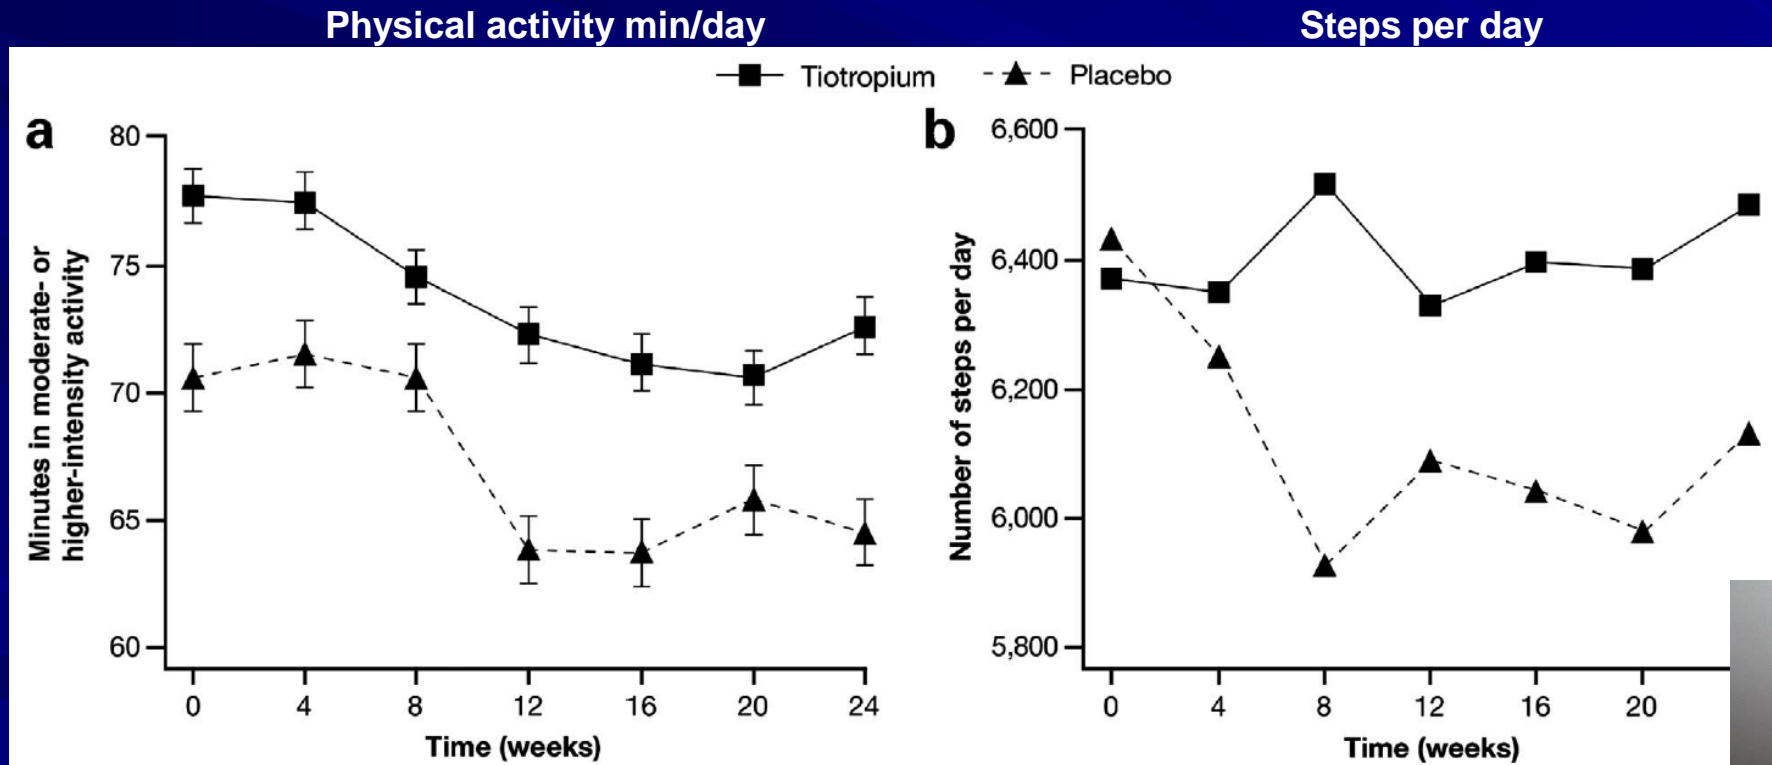 Physical activity min/day
Steps per day
Tiotropium
Placebo
a
80
75
70
65
60
Minutes in moderate- or
higher-intensity activity
0 4 8 12 16 20 24
Time (weeks)
b
6,600
6,400
6,200
6,000
5,800
Number of steps per day
0 4 8 12 16 20
Time (weeks)